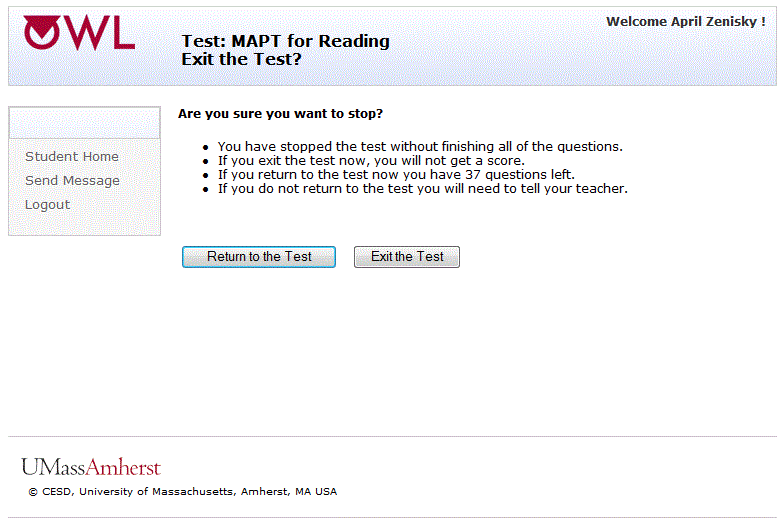 OWL
Welcome April Zenisky !
Test: MAPT for Reading
Exit the Test?
Student Home
Send Message
Logout
Are you sure you want to stop?
You have stopped the test without finishing all of the questions.
If you exit the test now, you will not get a score.
If you return to the test now you have 37 questions left.
If you do not return to the test you will need to tell your teacher.
Return to the Test
Exit the Test
UMassAmherst
© CESD, University of Massachusetts, Amherst, MA USA